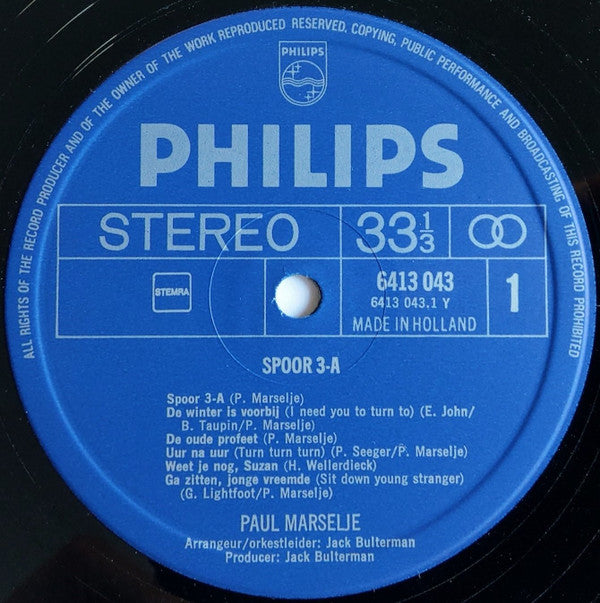 ALL RIGHTS OF THE RECORD PRODUCER AND OF THE OWNER OF THE WORK REPRODUCED RESERVED. COPYING, PUBLIC PERFORMANCE AND BROADCASTING OF THIS RECORD PROHIBITED
PHILIPS
PHILIPS
STEREO 33 1/3
STEMRA
6413 043
6413 043.1 Y
MADE IN HOLLAND
1
SPOOR 3-A
Spoor 3-A (P. Marselje)
De winter is voorbij (I need you to turn to) (E. John/
B. Taupin/P. Marselje)
De oude profeet (P. Marselje)
Uur na uur (Turn turn turn) (P. Seeger/P. Marselje)
Weet je nog, Suzan (H. Wellerdieck)
Ga zitten, jonge vreemde (Sit down young stranger)
(G. Lightfoot/P. Marselje)
PAUL MARSELJE
Arrangeur/orkestleider: Jack Bulterman
Producer: Jack Bulterman